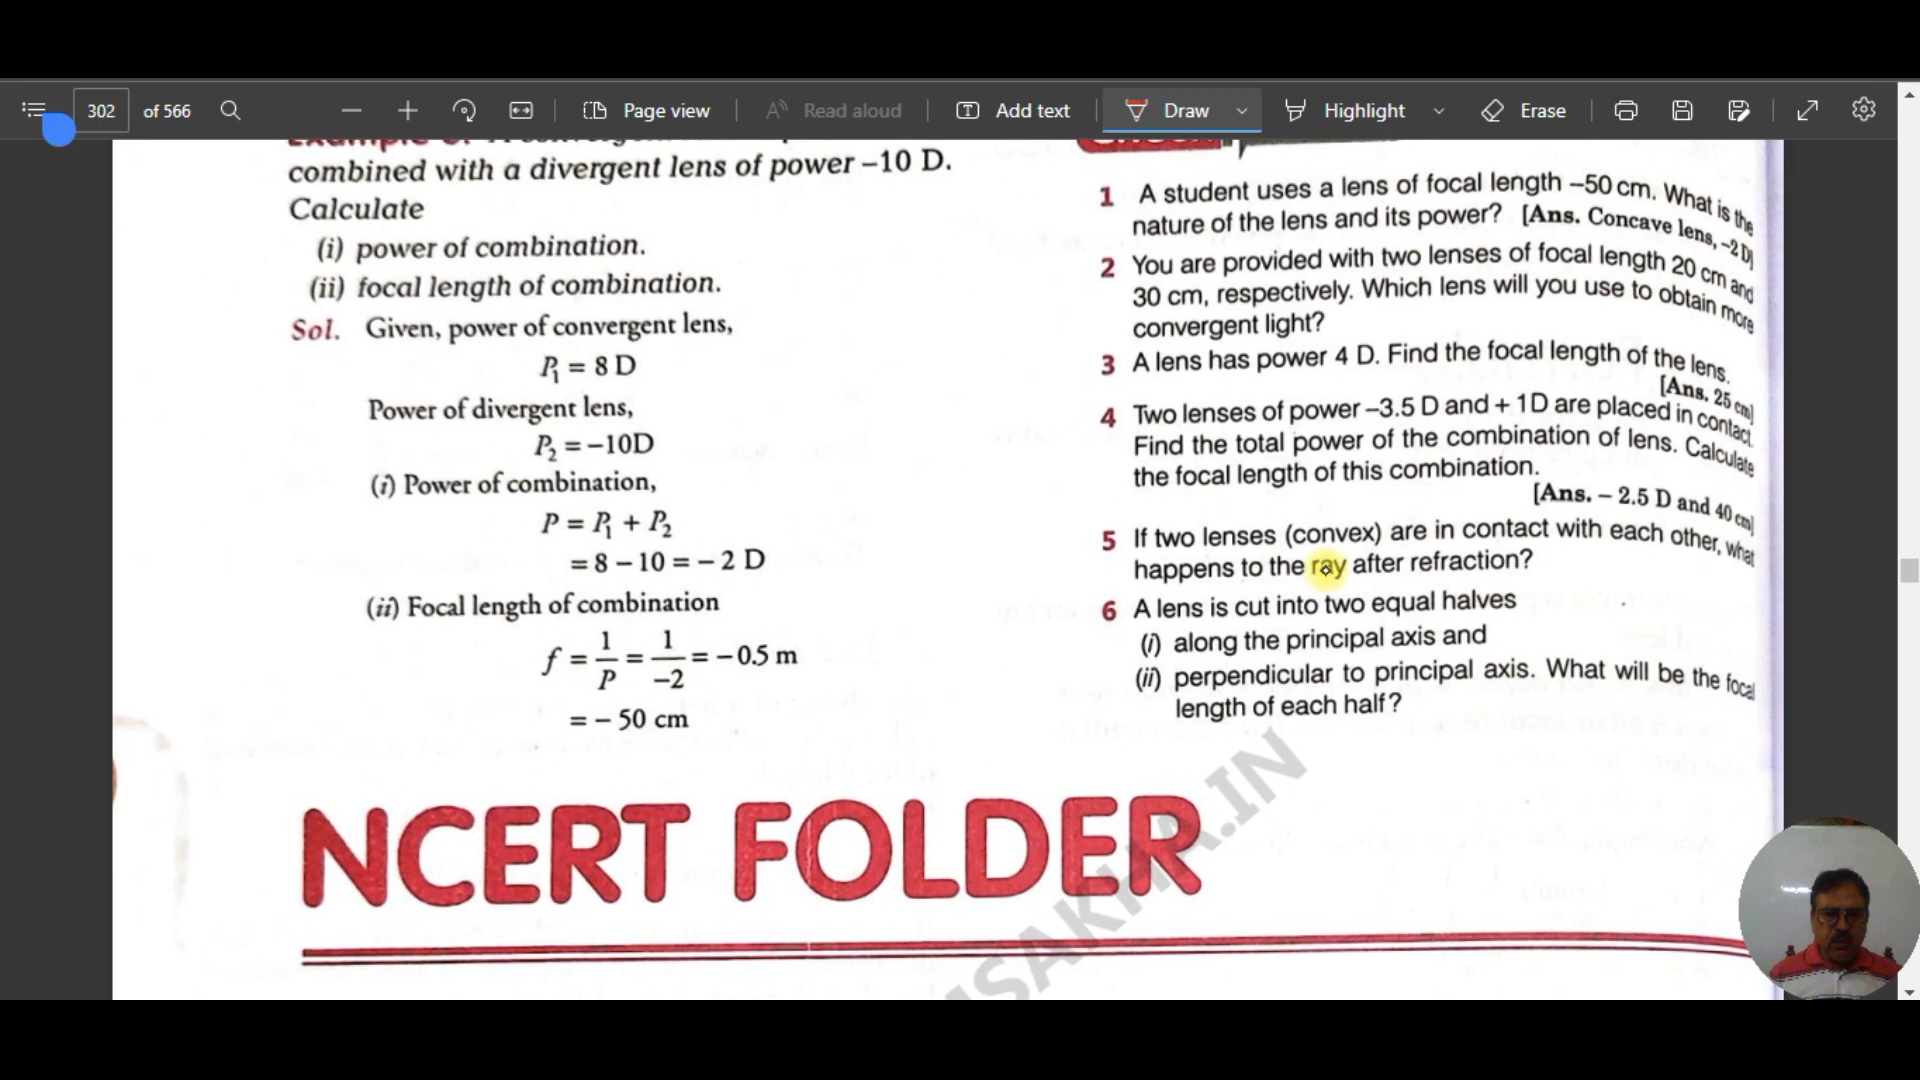 302 of 566 Page view Read aloud Add text Draw Highlight Erase
combined with a divergent lens of power –10 D.
Calculate
(i) power of combination.
(ii) focal length of combination.
Sol. Given, power of convergent lens,
P₁ = 8 D
Power of divergent lens,
P₂ = –10D
(i) Power of combination,
P = P₁ + P₂
= 8 – 10 = – 2 D
(ii) Focal length of combination
f = 1/P = 1/–2 = – 0.5 m
= – 50 cm
1 A student uses a lens of focal length –50 cm. What is the
nature of the lens and its power? [Ans. Concave lens, –2 D]
2 You are provided with two lenses of focal length 20 cm and
30 cm, respectively. Which lens will you use to obtain more
convergent light?
3 A lens has power 4 D. Find the focal length of the lens.
[Ans. 25 cm]
4 Two lenses of power –3.5 D and + 1D are placed in contact.
Find the total power of the combination of lens. Calculate
the focal length of this combination.
[Ans. – 2.5 D and 40 cm]
5 If two lenses (convex) are in contact with each other, what
happens to the ray after refraction?
6 A lens is cut into two equal halves
(i) along the principal axis and
(ii) perpendicular to principal axis. What will be the focal
length of each half?
NCERT FOLDER
SAKHA.IN